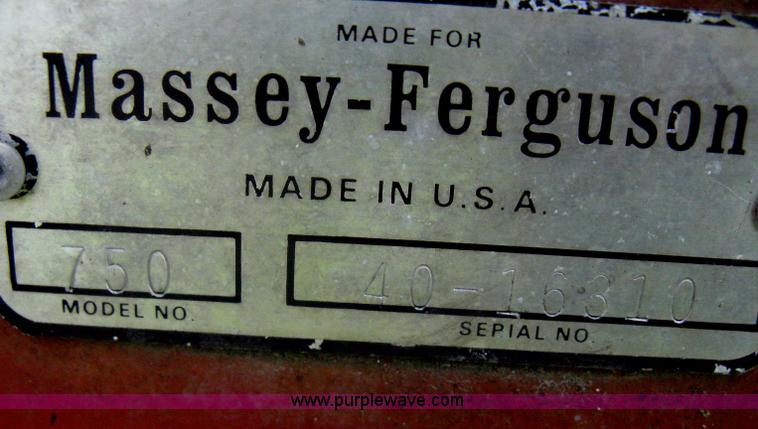 MADE FOR
Massey-Ferguson
MADE IN U.S.A.
750
40-16310
MODEL NO.
SEPIAL NO.
www.purplewave.com